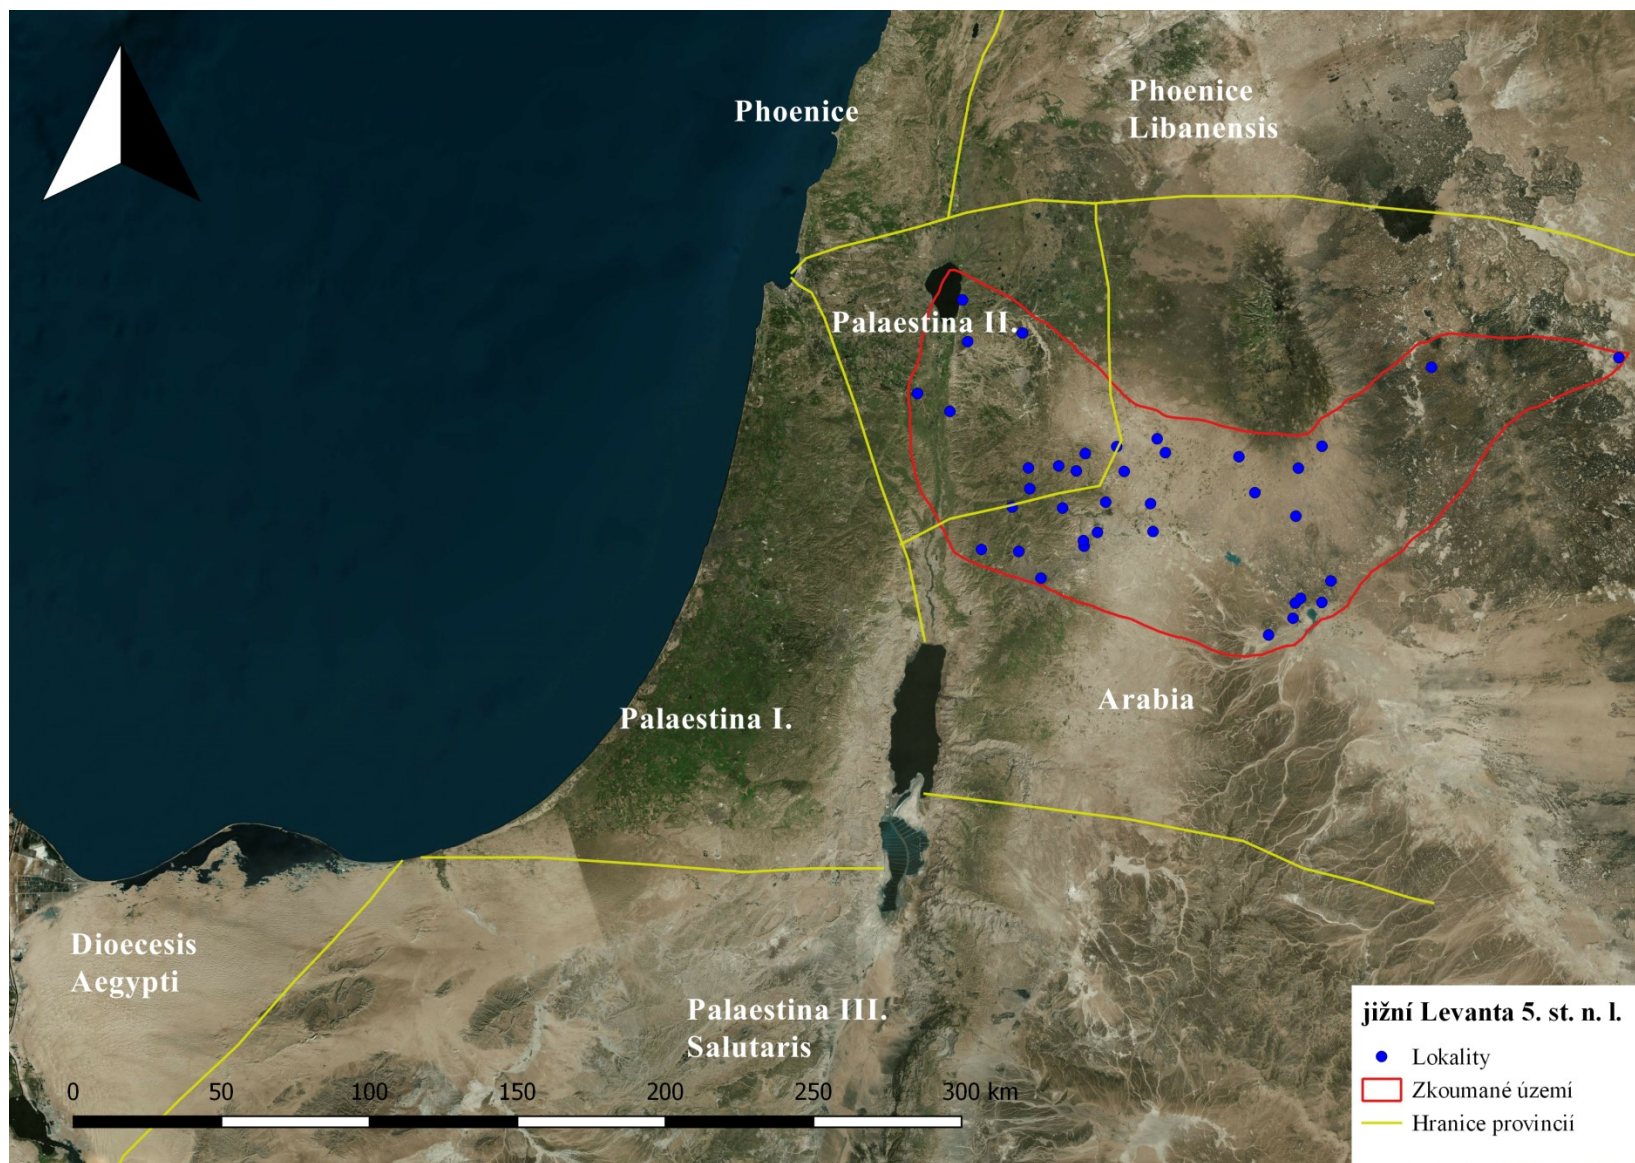 Phoenice
Phoenice
Libanensis
Palaestina II.
Palaestina I.
Arabia
Dioecesis
Aegypti
Palaestina III.
Salutaris
0 50 100 150 200 250 300 km
jižní Levanta 5. st. n. l.
Lokality
Zkoumané území
Hranice provincií